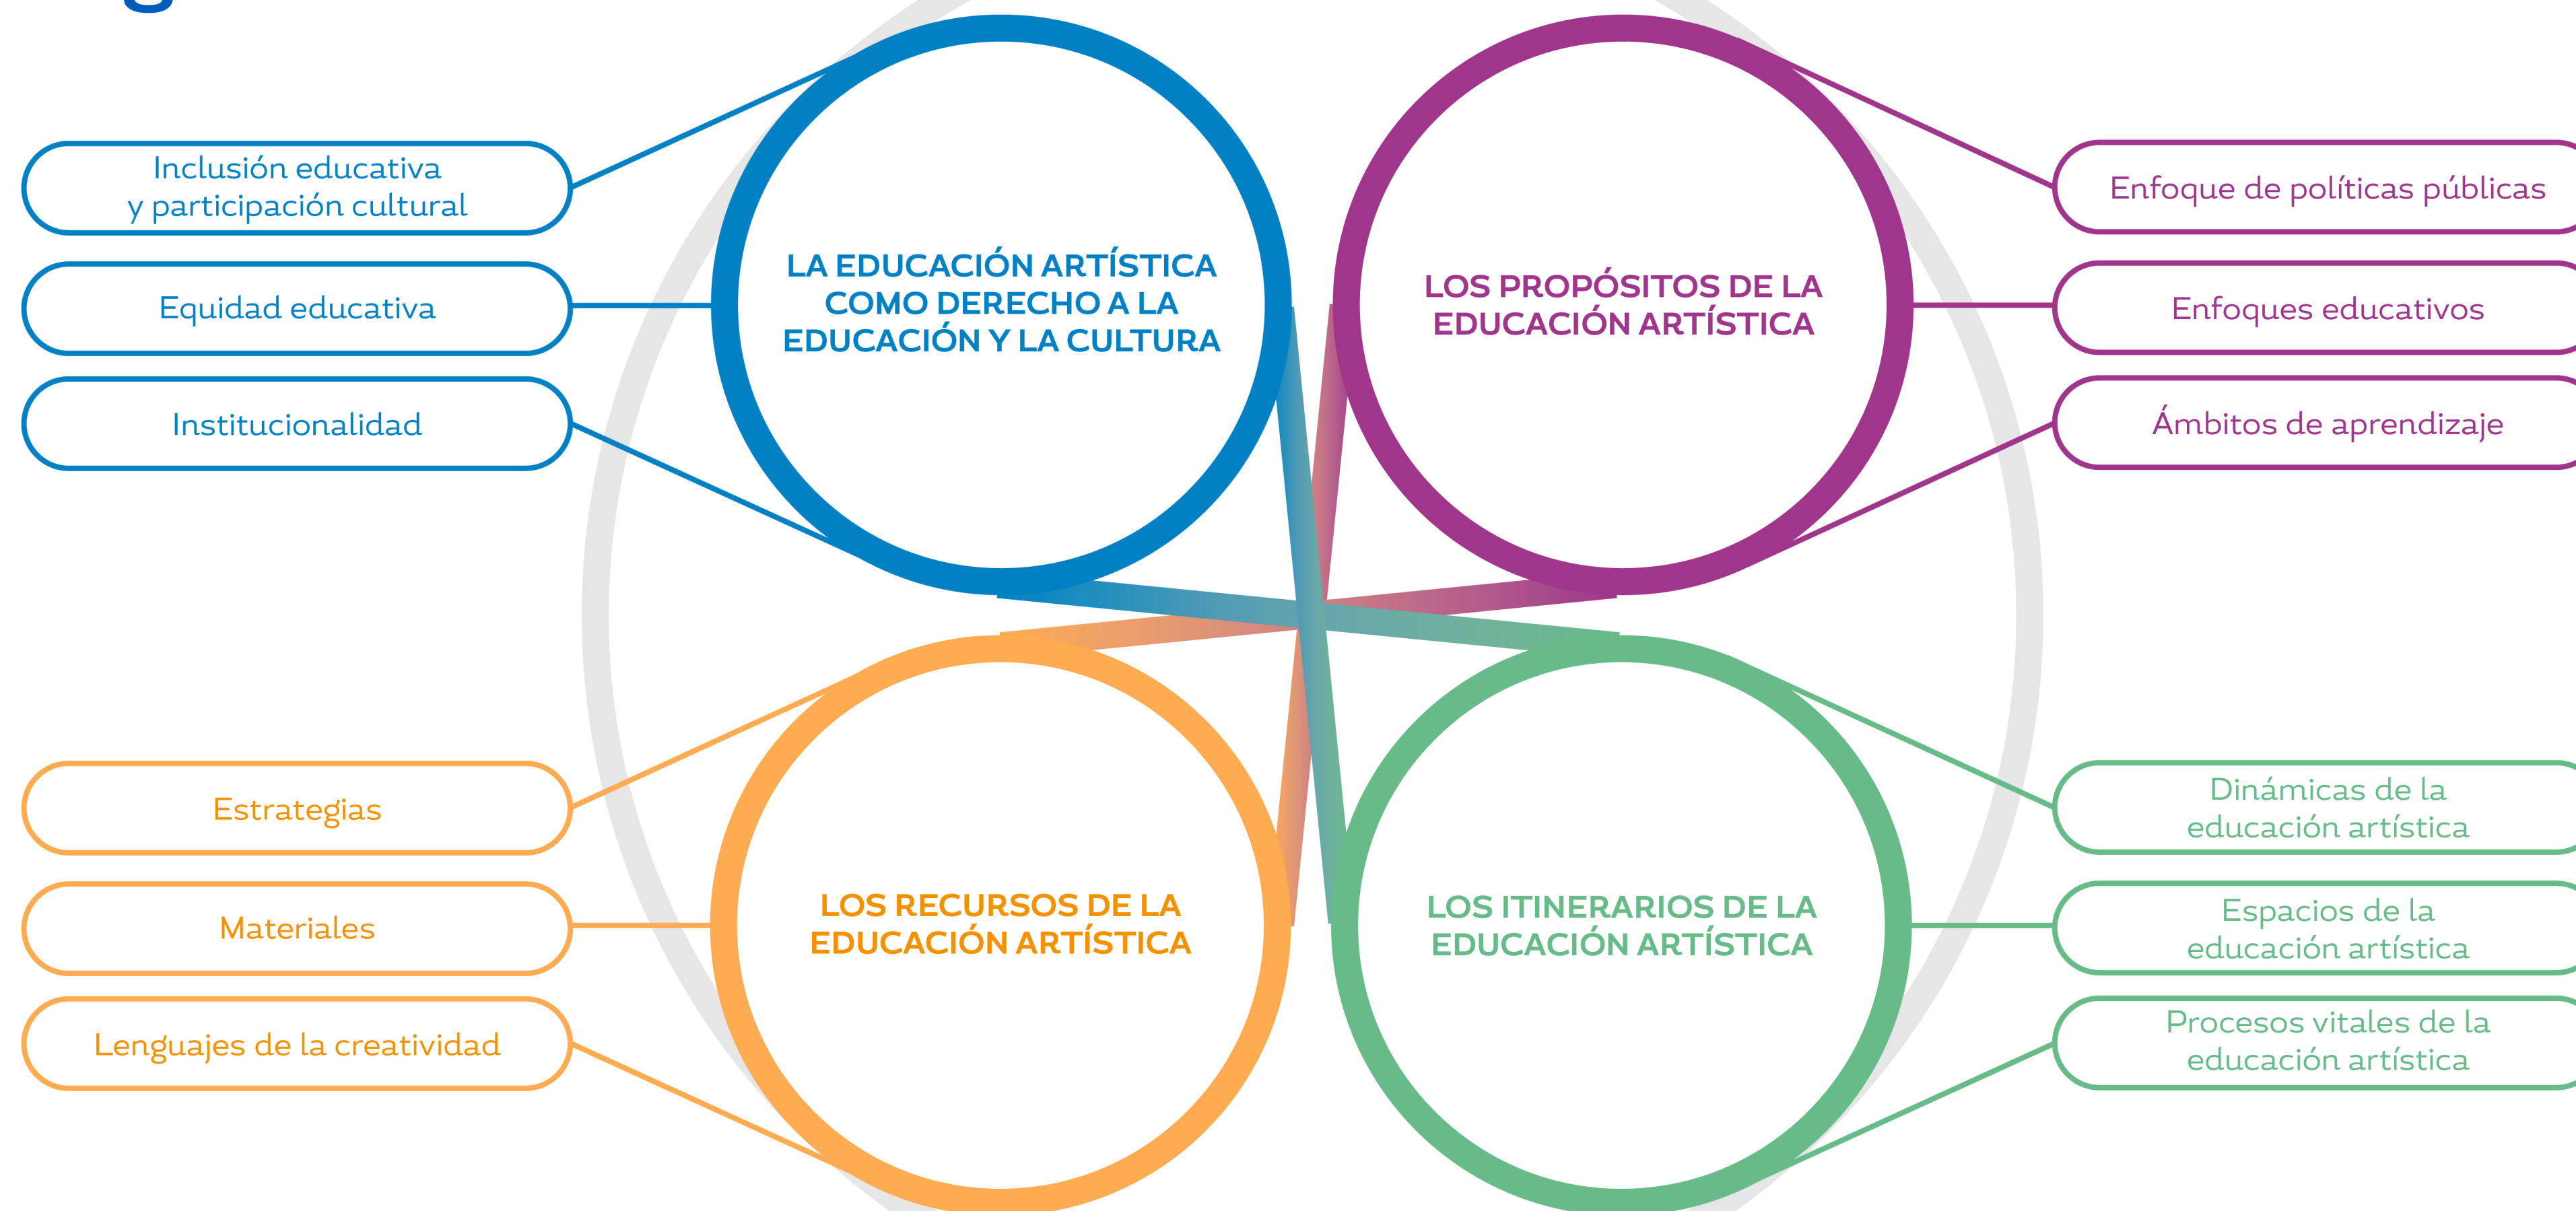 Inclusión educativa
y participación cultural
Equidad educativa
Institucionalidad
LA EDUCACIÓN ARTÍSTICA
COMO DERECHO A LA
EDUCACIÓN Y LA CULTURA
LOS PROPÓSITOS DE LA
EDUCACIÓN ARTÍSTICA
Enfoque de políticas públicas
Enfoques educativos
Ámbitos de aprendizaje
Estrategias
Materiales
Lenguajes de la creatividad
LOS RECURSOS DE LA
EDUCACIÓN ARTÍSTICA
LOS ITINERARIOS DE LA
EDUCACIÓN ARTÍSTICA
Dinámicas de la
educación artística
Espacios de la
educación artística
Procesos vitales de la
educación artística